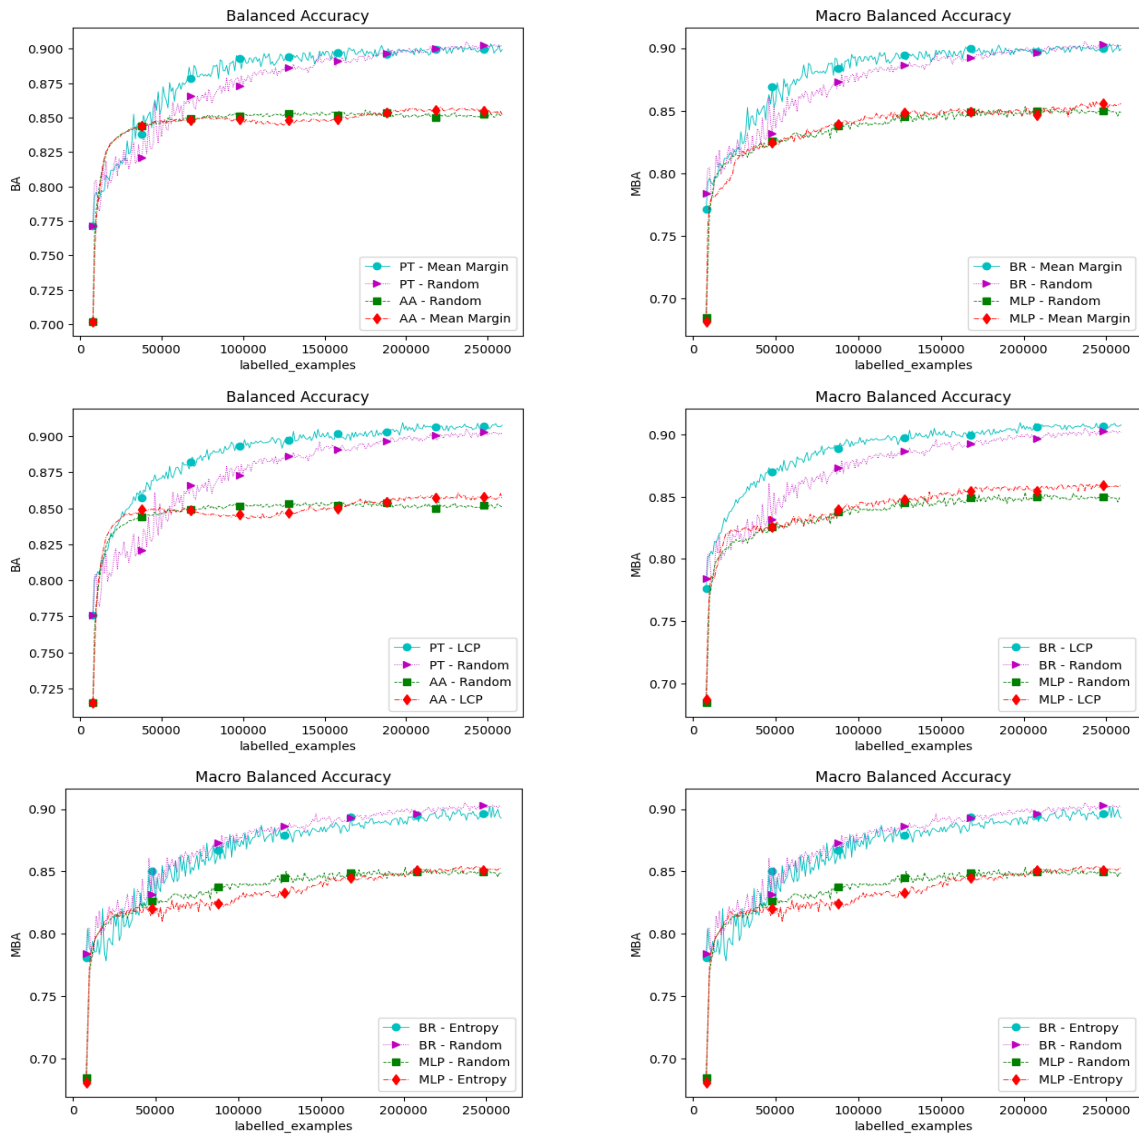 Balanced Accuracy
0.900
0.875
0.850
0.825
0.800
0.775
0.750
0.725
0.700
BA
PT - Mean Margin
PT - Random
AA - Random
AA - Mean Margin
0 50000 100000 150000 200000 250000
labelled_examples
Macro Balanced Accuracy
0.90
0.85
0.80
0.75
0.70
MBA
BR - Mean Margin
BR - Random
MLP - Random
MLP - Mean Margin
0 50000 100000 150000 200000 250000
labelled_examples
Balanced Accuracy
0.900
0.875
0.850
0.825
0.800
0.775
0.750
0.725
BA
PT - LCP
PT - Random
AA - Random
AA - LCP
0 50000 100000 150000 200000 250000
labelled_examples
Macro Balanced Accuracy
0.90
0.85
0.80
0.75
0.70
MBA
BR - LCP
BR - Random
MLP - Random
MLP - LCP
0 50000 100000 150000 200000 250000
labelled_examples
Macro Balanced Accuracy
0.90
0.85
0.80
0.75
0.70
MBA
BR - Entropy
BR - Random
MLP - Random
MLP - Entropy
0 50000 100000 150000 200000 250000
labelled_examples
Macro Balanced Accuracy
0.90
0.85
0.80
0.75
0.70
MBA
BR - Entropy
BR - Random
MLP - Random
MLP -Entropy
0 50000 100000 150000 200000 250000
labelled_examples